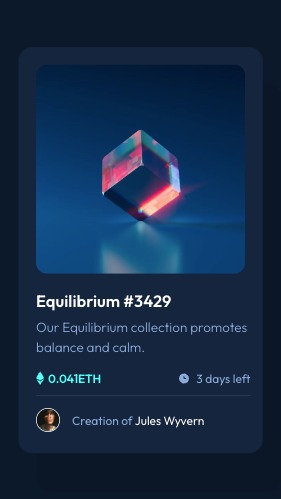 Equilibrium #3429
Our Equilibrium collection promotes
balance and calm.
0.041ETH 3 days left
Creation of Jules Wyvern